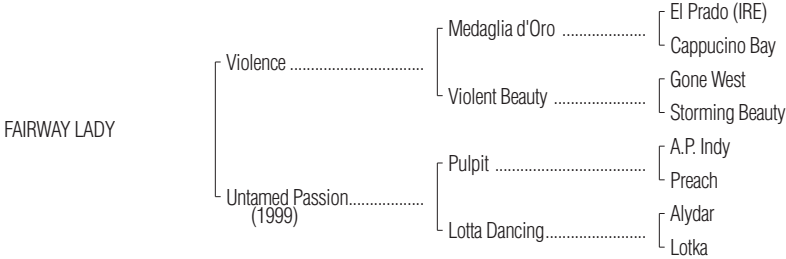 El Prado (IRE)
Medaglia d'Oro ....................
Cappucino Bay
Violence ................................
Gone West
Violent Beauty ......................
Storming Beauty
FAIRWAY LADY
A.P. Indy
Pulpit ....................................
Preach
Untamed Passion..................
(1999)
Alydar
Lotta Dancing........................
Lotka